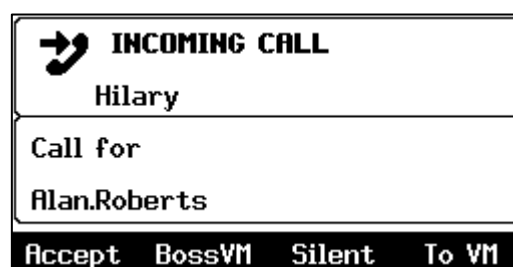 INCOMING CALL
Hilary
Call for
Alan.Roberts
Accept BossVM Silent To VM